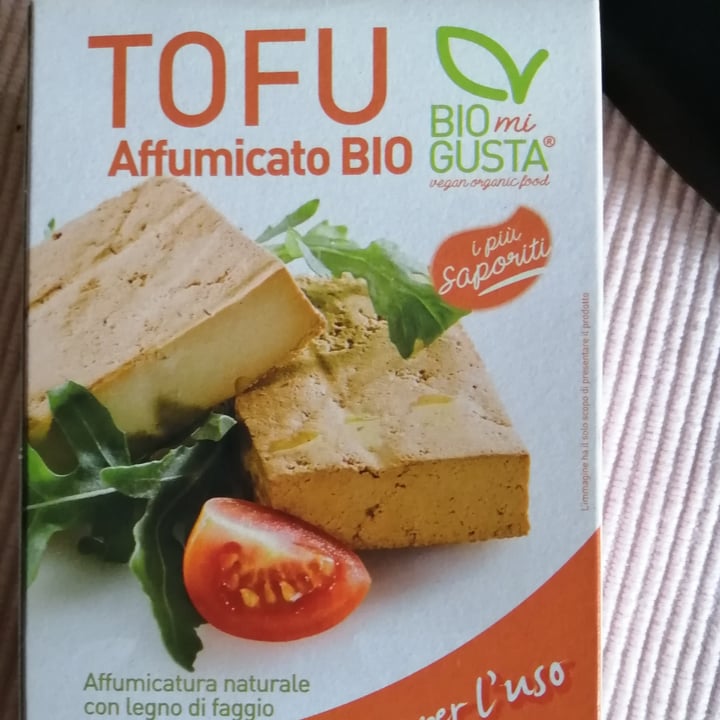 TOFU
Affumicato BIO
BIO mi
GUSTA®
vegan organic food
i più
saporiti
L'immagine ha il solo scopo di presentare il prodotto
Affumicatura naturale
con legno di faggio
per l'uso